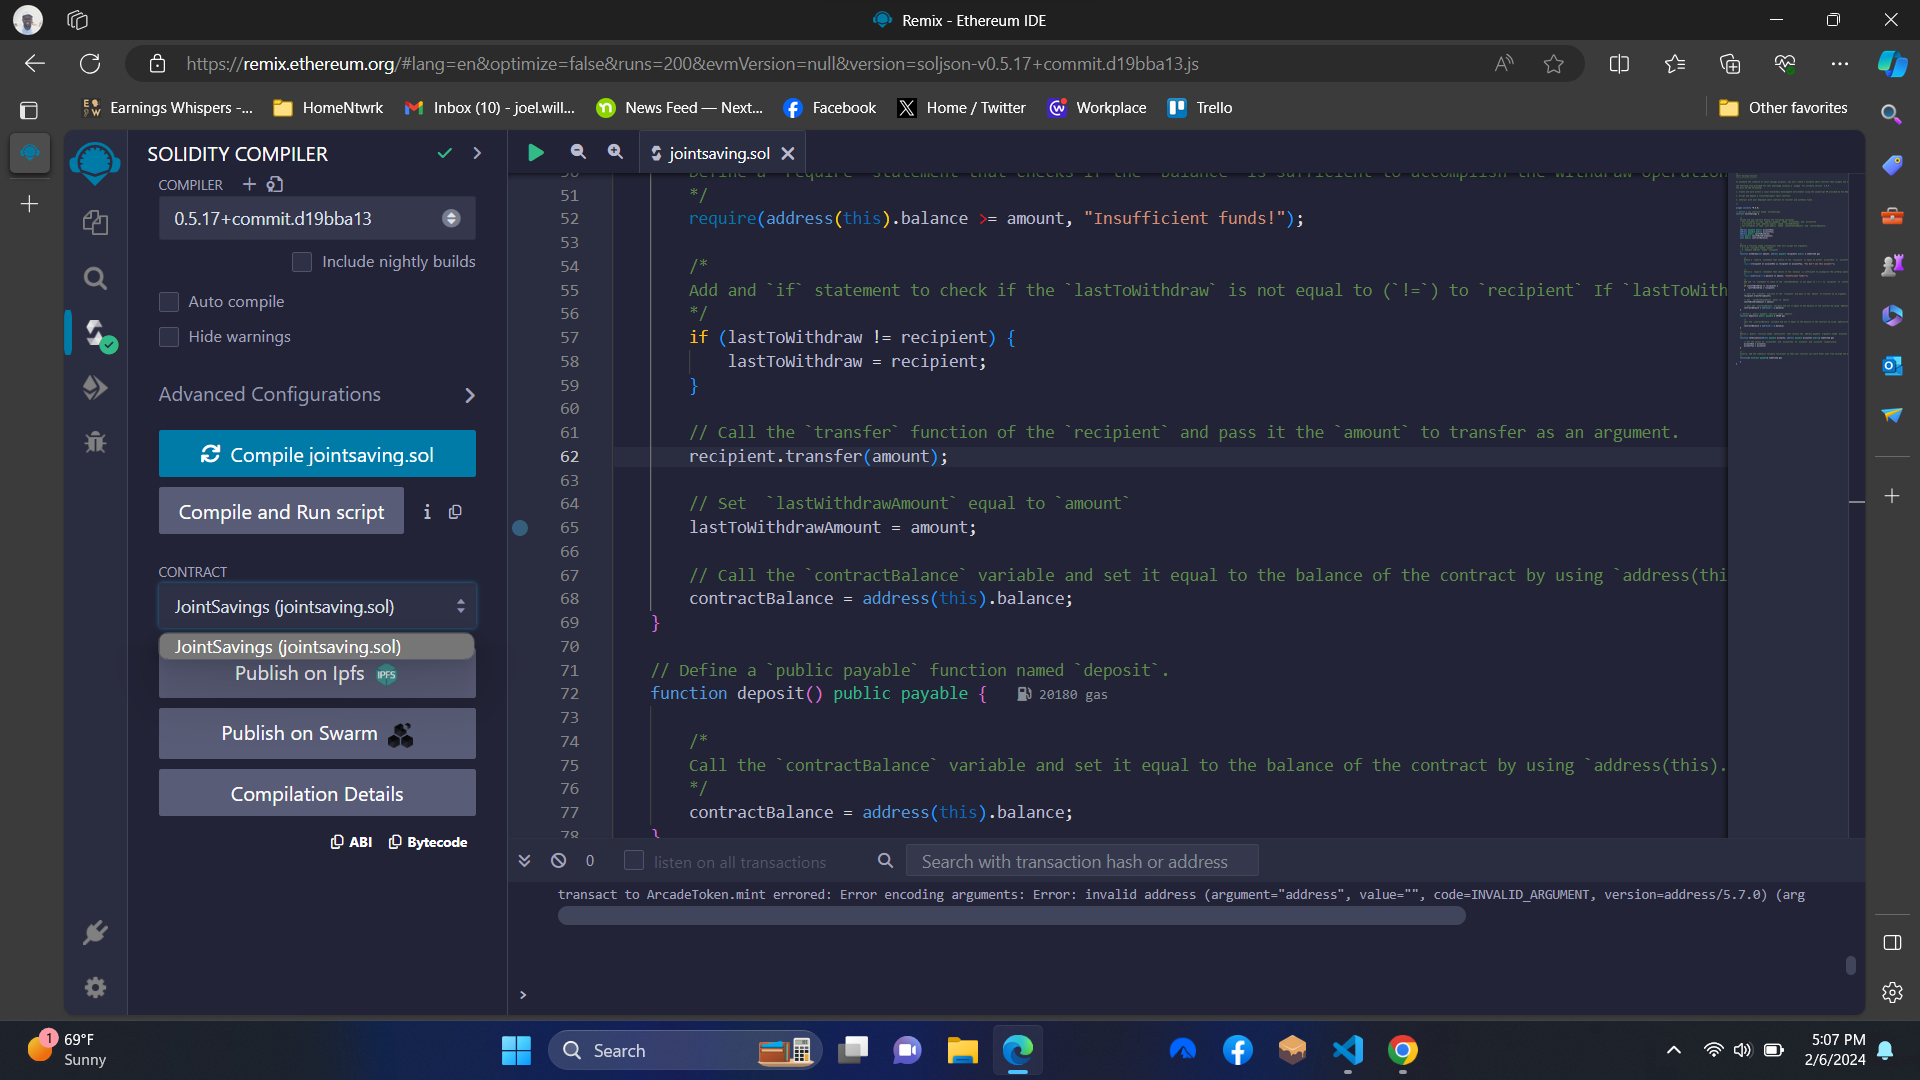 Remix - Ethereum IDE
https://remix.ethereum.org/#lang=en&optimize=false&runs=200&evmVersion=null&version=soljson-v0.5.17+commit.d19bba13.js
Earnings Whispers -...
HomeNtwrk
Inbox (10) - joel.will...
News Feed — Next...
Facebook
Home / Twitter
Workplace
Trello
Other favorites
SOLIDITY COMPILER
COMPILER
0.5.17+commit.d19bba13
Include nightly builds
Auto compile
Hide warnings
Advanced Configurations
Compile jointsaving.sol
Compile and Run script
i
CONTRACT
JointSavings (jointsaving.sol)
JointSavings (jointsaving.sol)
Publish on Ipfs IPFS
Publish on Swarm
Compilation Details
ABI Bytecode
jointsaving.sol
50 Define a `require` statement that checks if the `balance` is sufficient to accomplish the withdraw operation
51 */
52 require(address(this).balance >= amount, "Insufficient funds!");
53
54 /*
55 Add and `if` statement to check if the `lastToWithdraw` is not equal to (`!=`) to `recipient` If `lastToWith
56 */
57 if (lastToWithdraw != recipient) {
58 lastToWithdraw = recipient;
59 }
60
61 // Call the `transfer` function of the `recipient` and pass it the `amount` to transfer as an argument.
62 recipient.transfer(amount);
63
64 // Set  `lastWithdrawAmount` equal to `amount`
65 lastToWithdrawAmount = amount;
66
67 // Call the `contractBalance` variable and set it equal to the balance of the contract by using `address(thi
68 contractBalance = address(this).balance;
69 }
70
71 // Define a `public payable` function named `deposit`.
72 function deposit() public payable { 20180 gas
73
74 /*
75 Call the `contractBalance` variable and set it equal to the balance of the contract by using `address(this).
76 */
77 contractBalance = address(this).balance;
78 }
0
listen on all transactions
Search with transaction hash or address
transact to ArcadeToken.mint errored: Error encoding arguments: Error: invalid address (argument="address", value="", code=INVALID_ARGUMENT, version=address/5.7.0) (arg
>
1
69°F
Sunny
Search
5:07 PM
2/6/2024